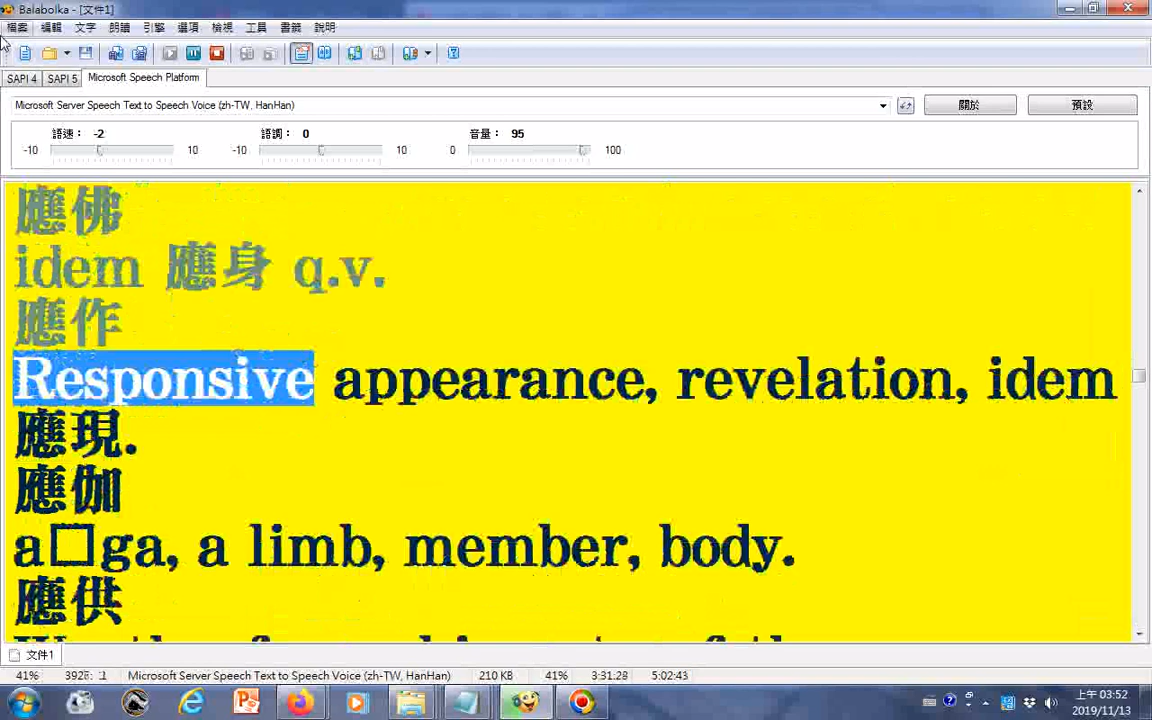 Balabolka - [文件1]
檔案 編輯 文字 朗讀 引擎 選項 檢視 工具 書籤 說明
SAPI 4 SAPI 5 Microsoft Speech Platform
Microsoft Server Speech Text to Speech Voice (zh-TW, HanHan) 關於 預設
語速： -2 語調： 0 音量： 95
-10 10 -10 10 0 100
應佛
idem 應身 q.v.
應作
Responsive appearance, revelation, idem
應現.
應伽
a□ga, a limb, member, body.
應供
文件1
41% Microsoft Server Speech Text to Speech Voice (zh-TW, HanHan) 210 KB 41% 3:31:28 5:02:43
上午 03:52
2019/11/13